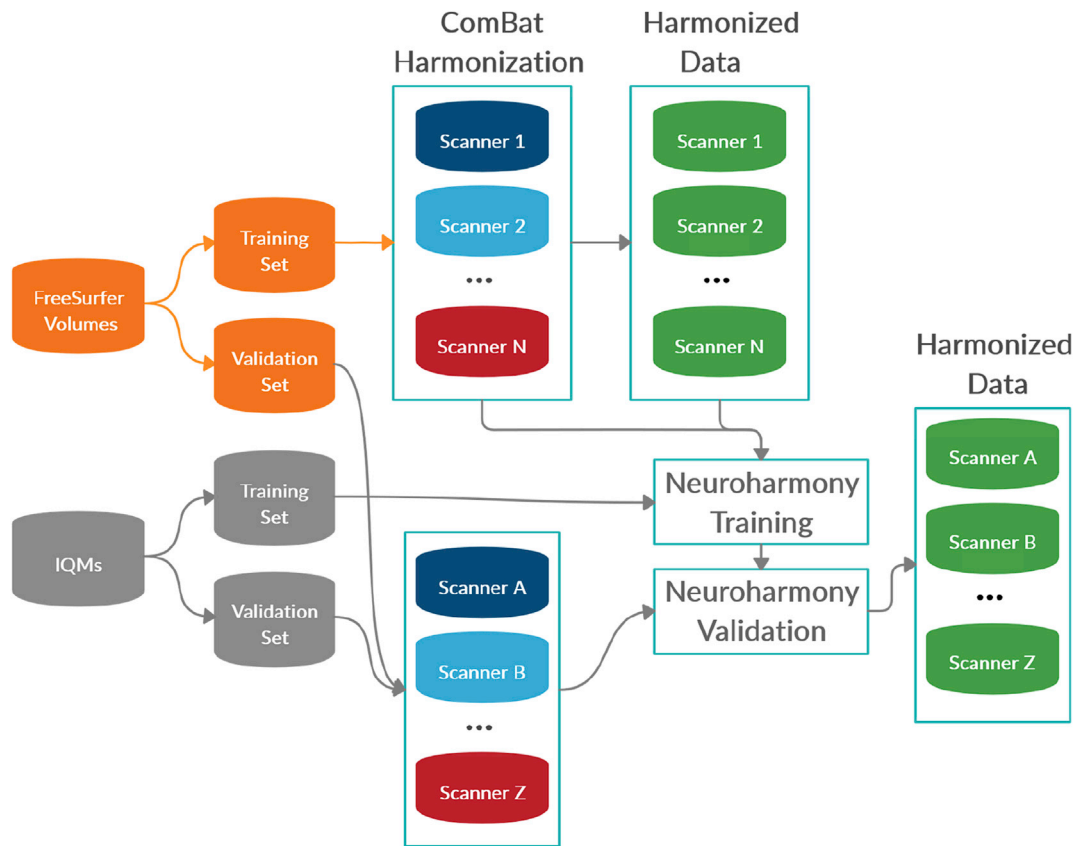 ComBat
Harmonization
Harmonized
Data
Scanner 1
Scanner 2
...
Scanner N
Scanner 1
Scanner 2
...
Scanner N
FreeSurfer
Volumes
Training
Set
Validation
Set
IQMs
Training
Set
Validation
Set
Scanner A
Scanner B
...
Scanner Z
Neuroharmony
Training
Neuroharmony
Validation
Harmonized
Data
Scanner A
Scanner B
...
Scanner Z